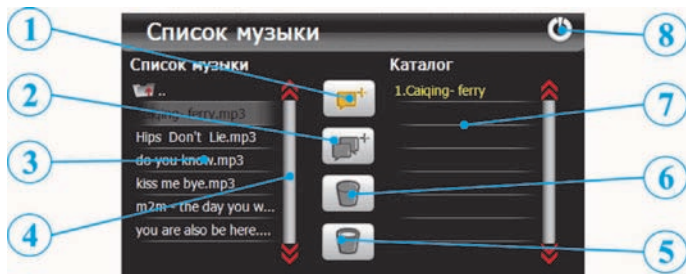 Список музыки
Список музыки
Каталог
..
Caiqing- ferry.mp3
Hips Don't Lie.mp3
do you know.mp3
kiss me bye.mp3
m2m - the day you w...
you are also be here....
1.Caiqing- ferry
1
2
3
4
5
6
7
8